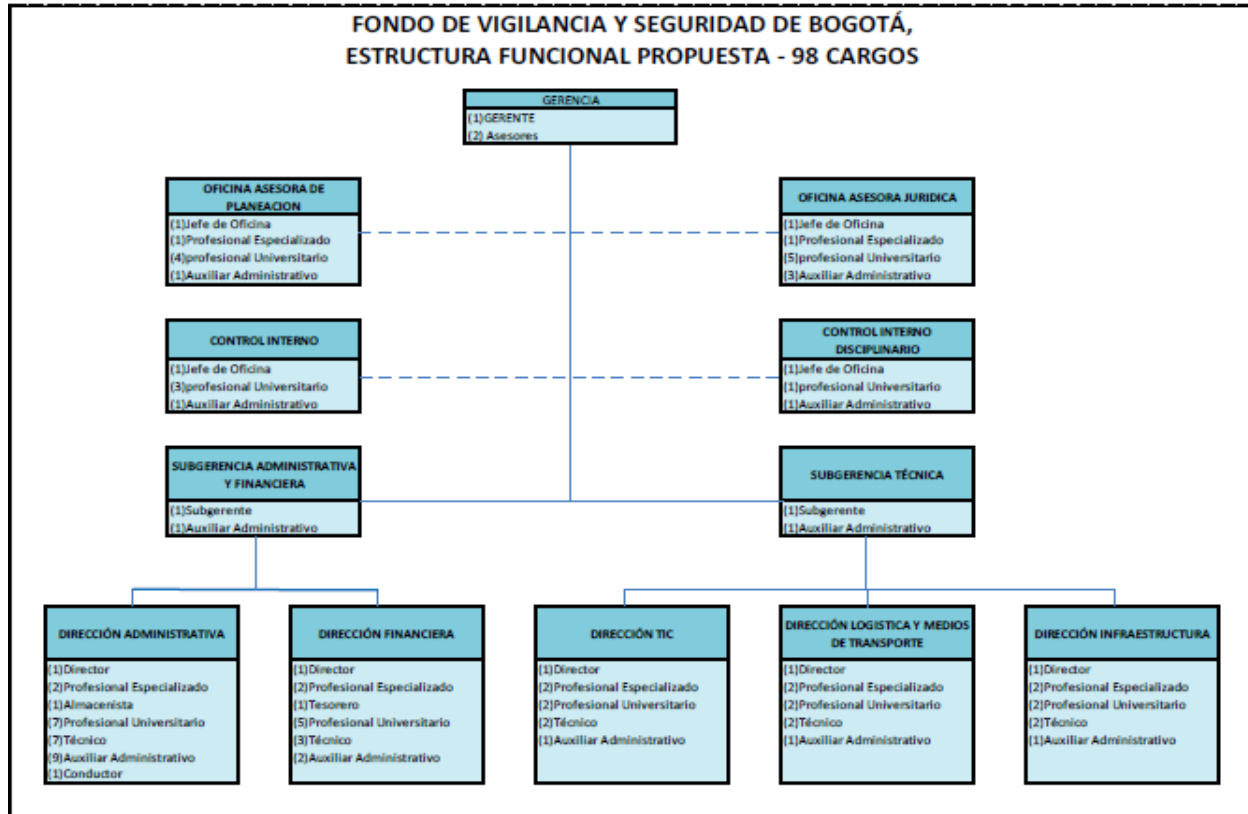 FONDO DE VIGILANCIA Y SEGURIDAD DE BOGOTÁ,
ESTRUCTURA FUNCIONAL PROPUESTA - 98 CARGOS
GERENCIA
(1)GERENTE
(2) Asesores
OFICINA ASESORA DE
PLANEACION
(1)Jefe de Oficina
(1)Profesional Especializado
(4)profesional Universitario
(1)Auxiliar Administrativo
OFICINA ASESORA JURIDICA
(1)Jefe de Oficina
(1)Profesional Especializado
(5)profesional Universitario
(3)Auxiliar Administrativo
CONTROL INTERNO
(1)Jefe de Oficina
(3)profesional Universitario
(1)Auxiliar Administrativo
CONTROL INTERNO
DISCIPLINARIO
(1)Jefe de Oficina
(1)profesional Universitario
(1)Auxiliar Administrativo
SUBGERENCIA ADMINISTRATIVA
Y FINANCIERA
(1)Subgerente
(1)Auxiliar Administrativo
SUBGERENCIA TÉCNICA
(1)Subgerente
(1)Auxiliar Administrativo
DIRECCIÓN ADMINISTRATIVA
(1)Director
(2)Profesional Especializado
(1)Almacenista
(7)Profesional Universitario
(7)Técnico
(9)Auxiliar Administrativo
(1)Conductor
DIRECCIÓN FINANCIERA
(1)Director
(2)Profesional Especializado
(1)Tesorero
(5)Profesional Universitario
(3)Técnico
(2)Auxiliar Administrativo
DIRECCIÓN TIC
(1)Director
(2)Profesional Especializado
(2)Profesional Universitario
(2)Técnico
(1)Auxiliar Administrativo
DIRECCIÓN LOGISTICA Y MEDIOS
DE TRANSPORTE
(1)Director
(2)Profesional Especializado
(2)Profesional Universitario
(2)Técnico
(1)Auxiliar Administrativo
DIRECCIÓN INFRAESTRUCTURA
(1)Director
(2)Profesional Especializado
(2)Profesional Universitario
(2)Técnico
(1)Auxiliar Administrativo